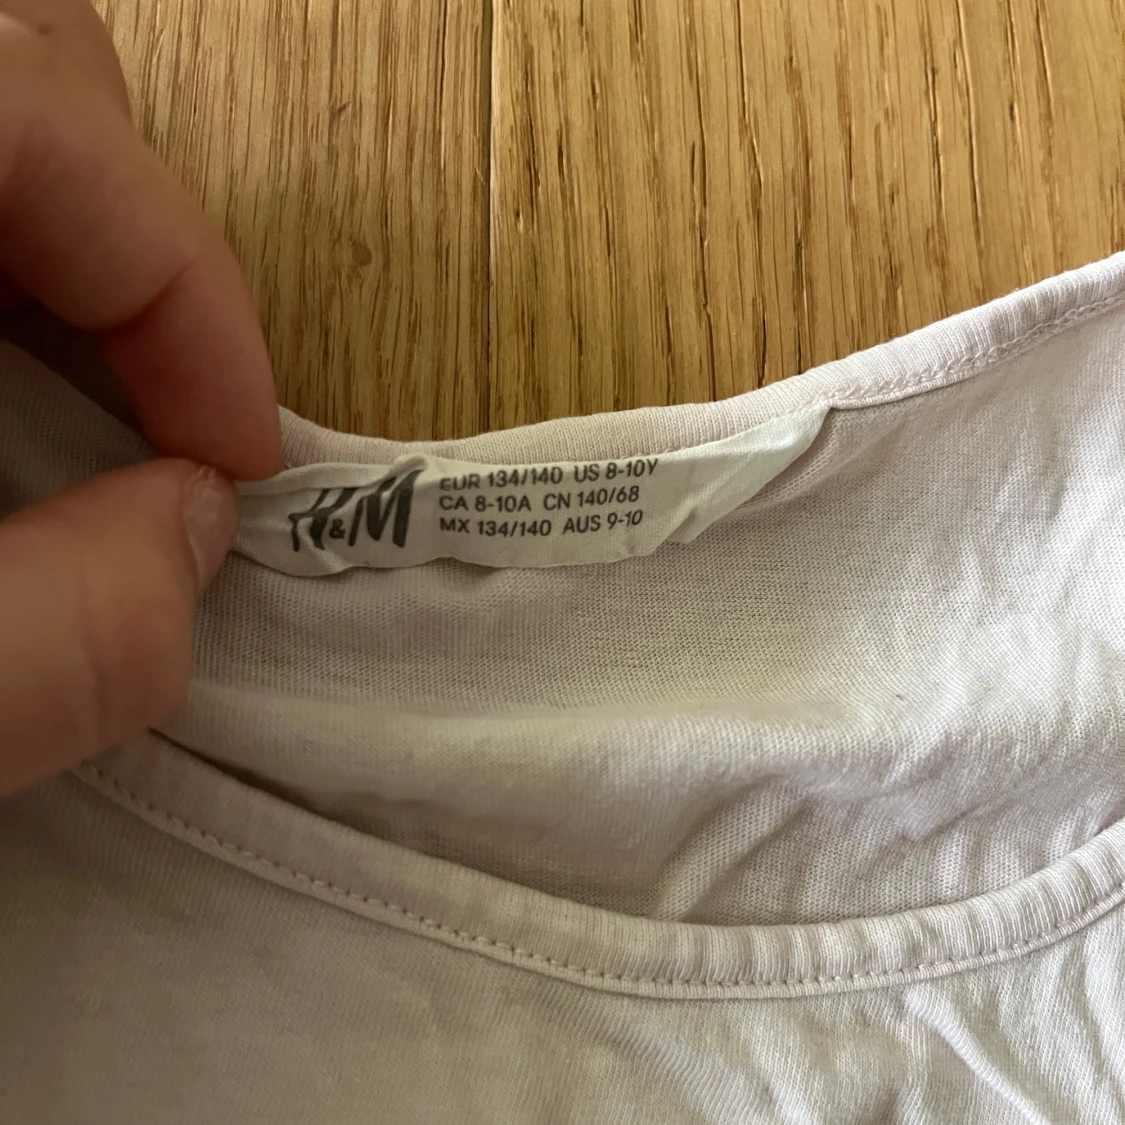 H&M
EUR 134/140 US 8-10Y
CA 8-10A CN 140/68
MX 134/140 AUS 9-10